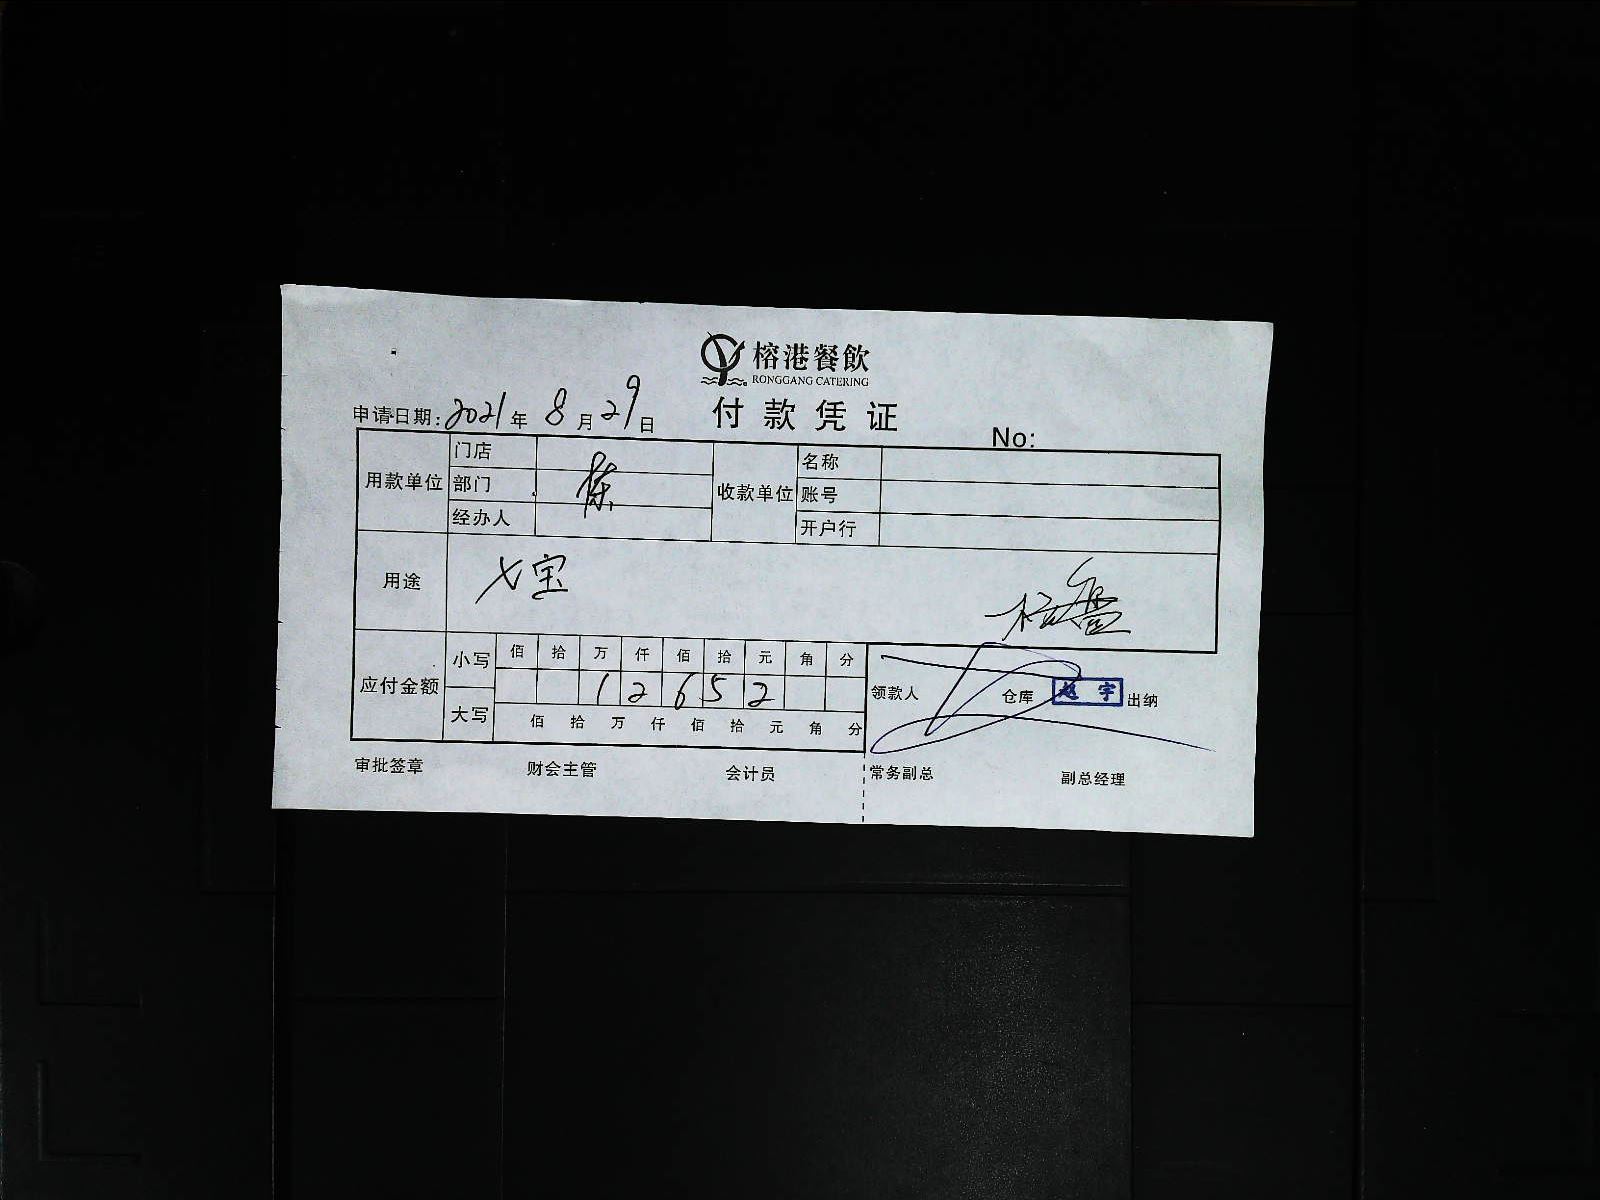 榕港餐飲
RONGGANG CATERING
付款凭证
申请日期:2021年8月29日
No:
用款单位 门店 收款单位 名称
部门 账号
经办人 开户行
用途
应付金额 小写 佰 拾 万 仟 佰 拾 元 角 分
1 2 6 5 2
大写 佰 拾 万 仟 佰 拾 元 角 分
领款人 仓库 赵宇 出纳
审批签章 财会主管 会计员 常务副总 副总经理